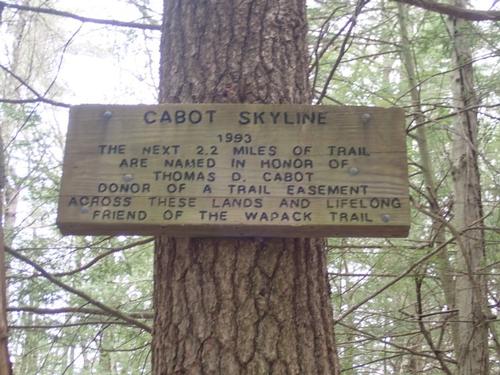 CABOT SKYLINE
1993
THE NEXT 2.2 MILES OF TRAIL
ARE NAMED IN HONOR OF
THOMAS D. CABOT
DONOR OF A TRAIL EASEMENT
ACROSS THESE LANDS AND LIFELONG
FRIEND OF THE WAPACK TRAIL